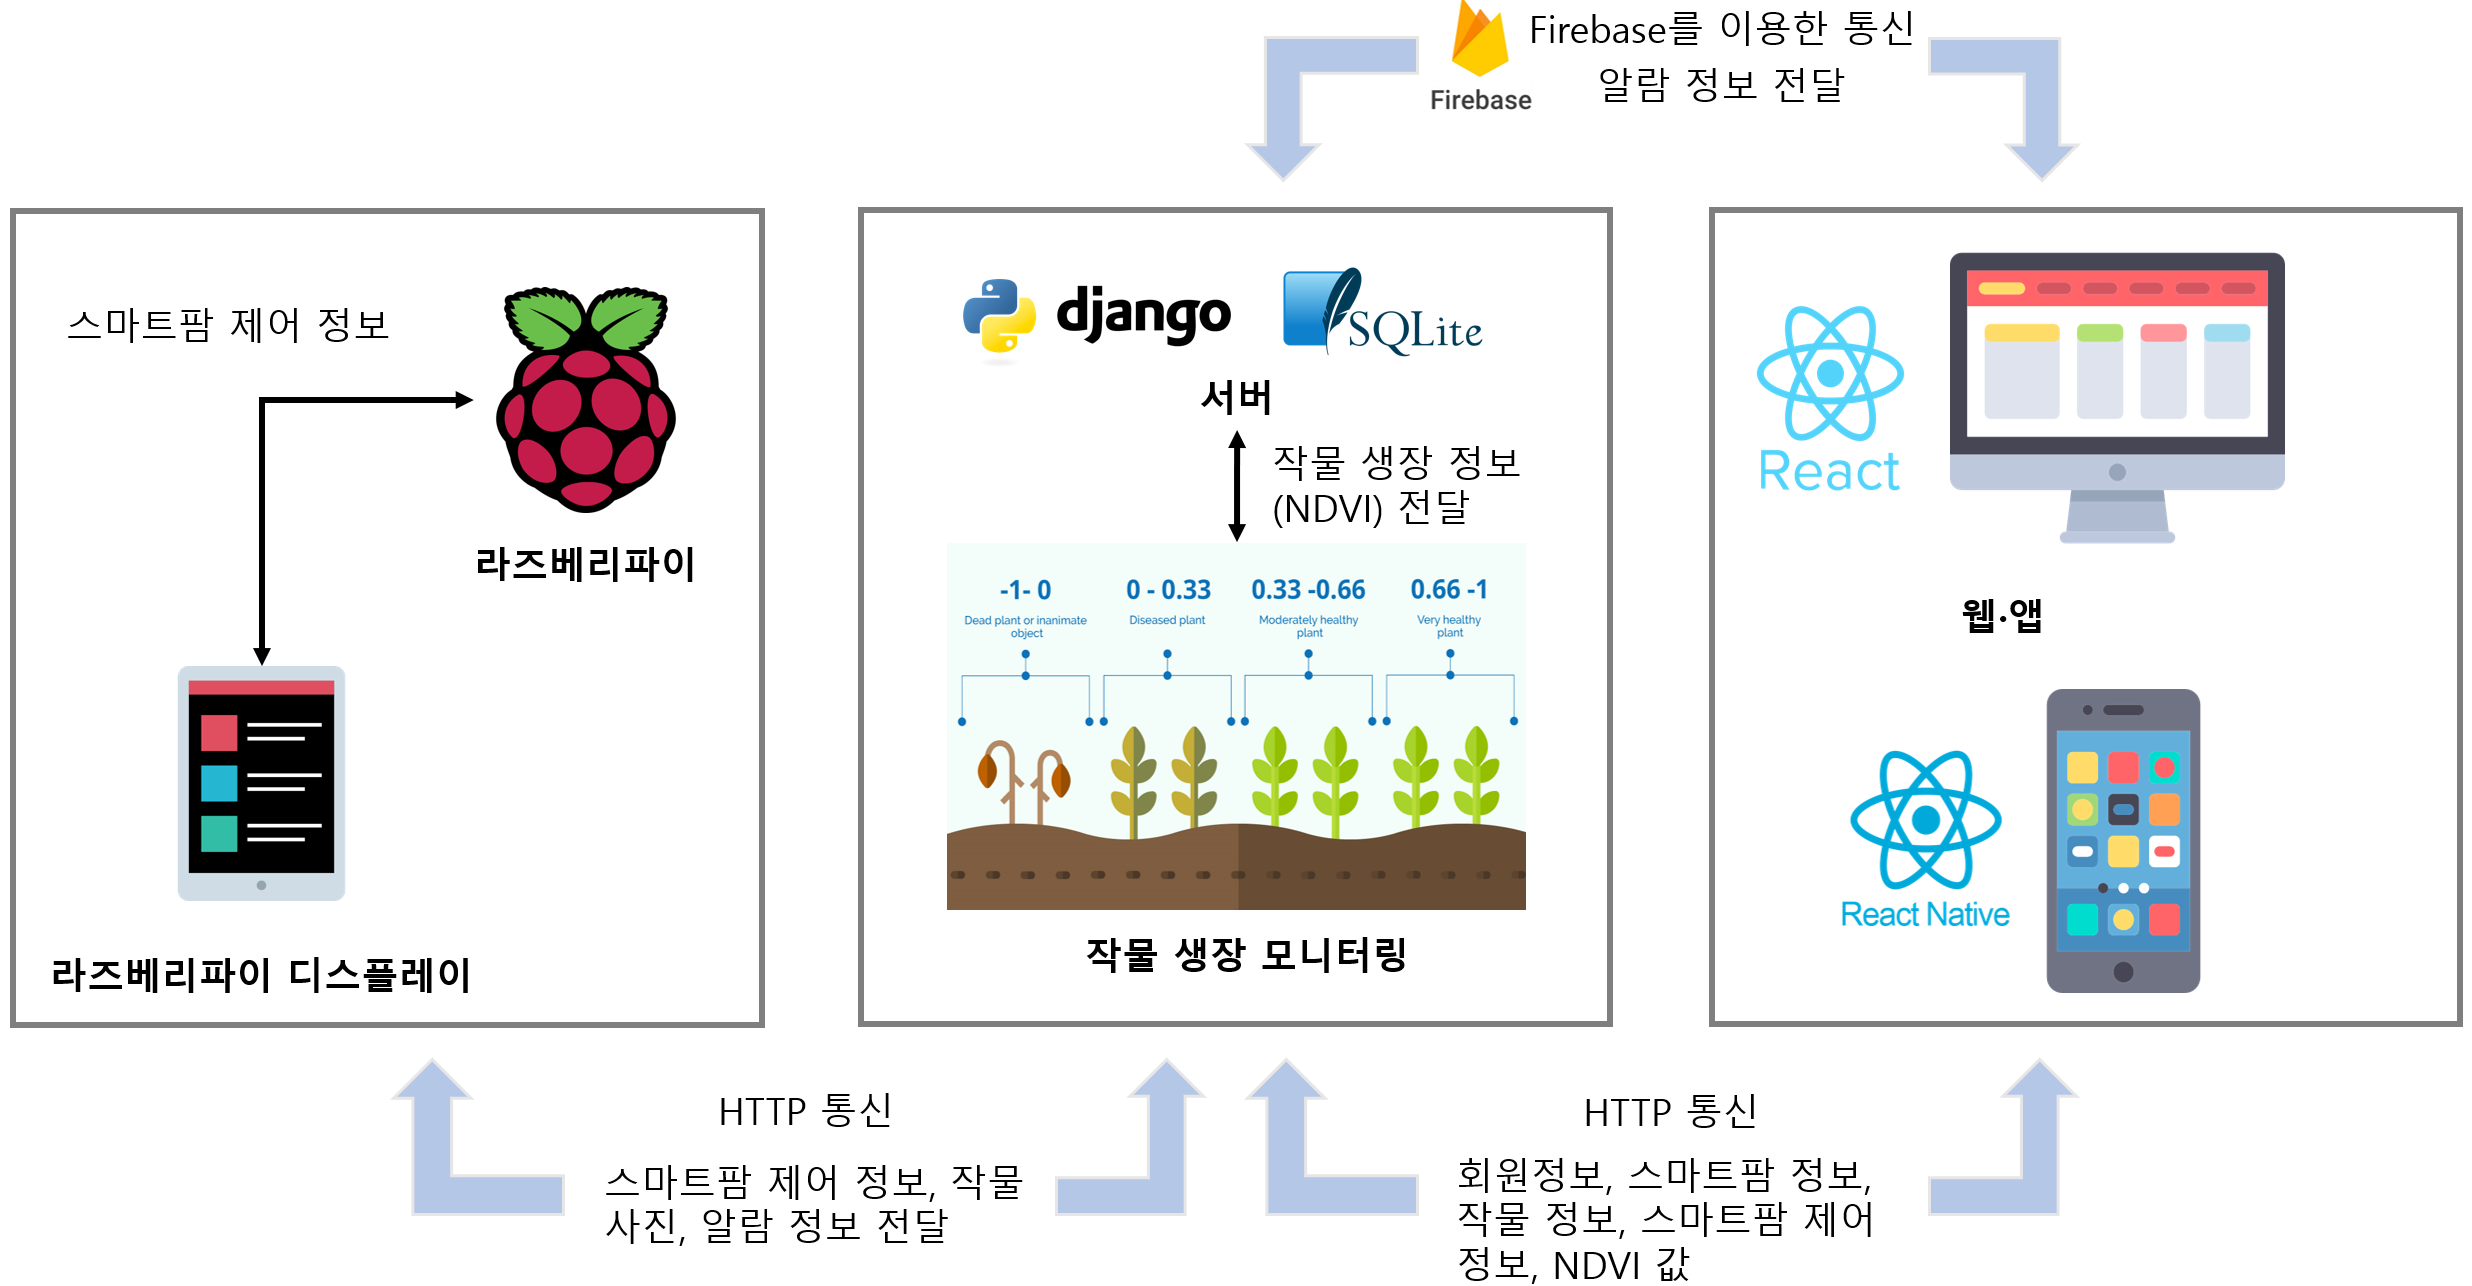 Firebase를 이용한 통신
알람 정보 전달
Firebase
스마트팜 제어 정보
라즈베리파이
라즈베리파이 디스플레이
django
SQLite
서버
작물 생장 정보
(NDVI) 전달
-1- 0
Dead plant or inanimate
object
0 - 0.33
Diseased plant
0.33 -0.66
Moderately healthy
plant
0.66 -1
Very healthy
plant
작물 생장 모니터링
React
웹·앱
React Native
HTTP 통신
스마트팜 제어 정보, 작물
사진, 알람 정보 전달
HTTP 통신
회원정보, 스마트팜 정보,
작물 정보, 스마트팜 제어
정보, NDVI 값